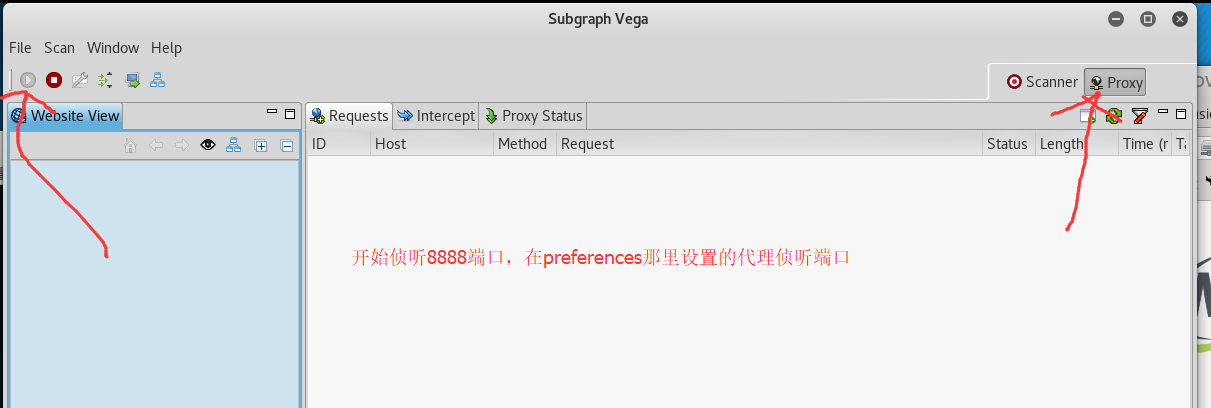 Subgraph Vega
File Scan Window Help
Scanner Proxy
Website View
Requests Intercept Proxy Status
ID Host Method Request Status Length Time (r
开始侦听8888端口，在preferences那里设置的代理侦听端口